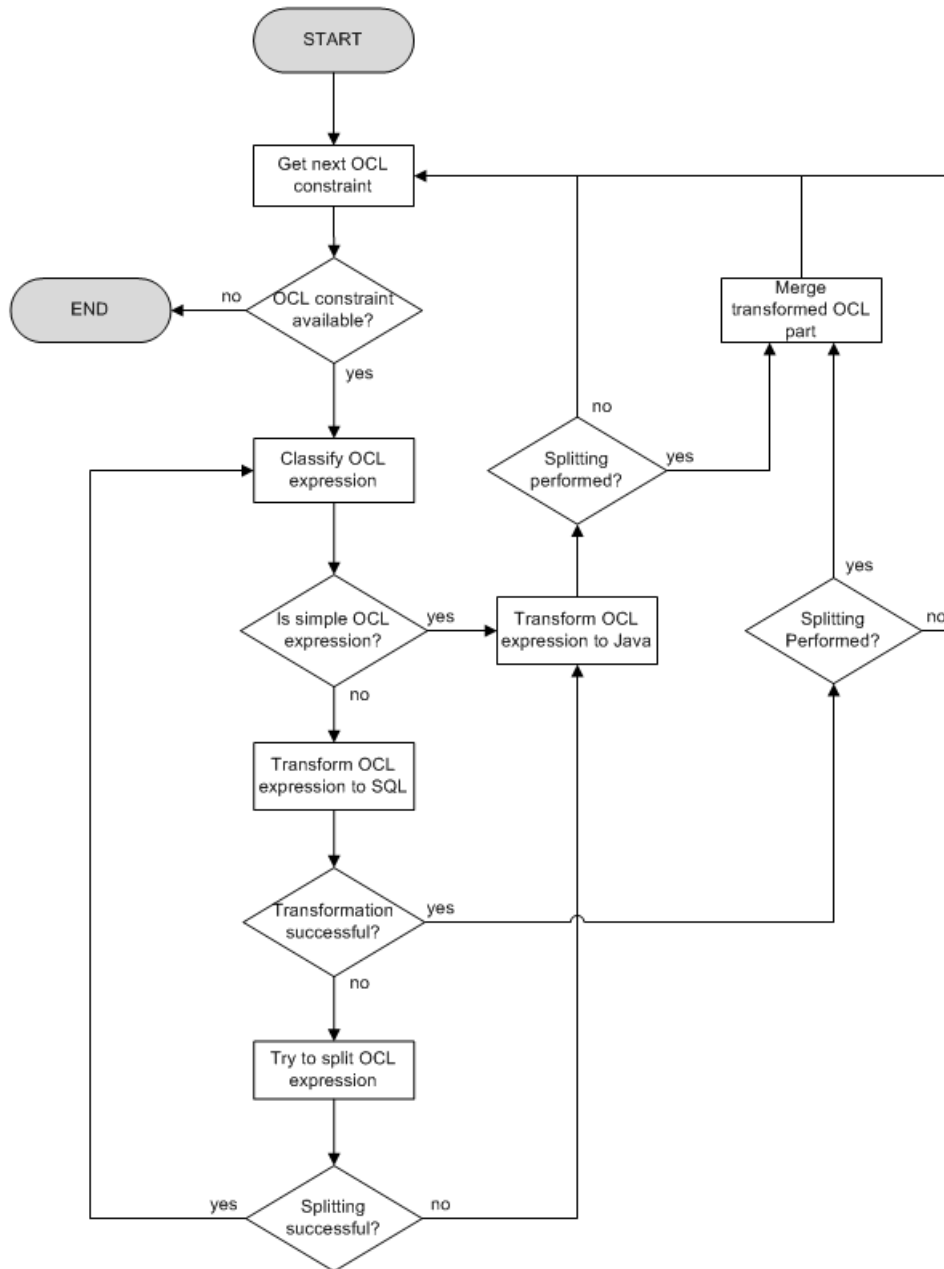 START
Get next OCL
constraint
OCL constraint
available?
no
END
yes
Merge
transformed OCL
part
Classify OCL
expression
no
Splitting
performed?
yes
Is simple OCL
expression?
yes
no
Transform OCL
expression to Java
yes
Splitting
Performed?
no
Transform OCL
expression to SQL
Transformation
successful?
yes
no
Try to split OCL
expression
yes
Splitting
successful?
no